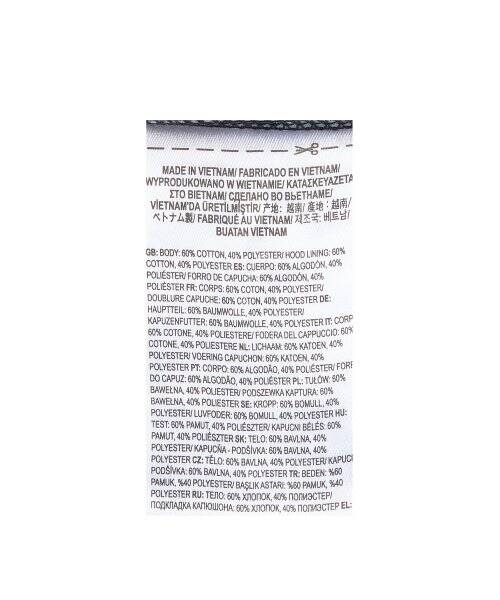 MADE IN VIETNAM/ FABRICADO EN VIETNAM/
WYPRODUKOWANO W WIETNAMIE/ ΚΑΤΑΣΚΕΥΑΖΕΤΑ
ΣΤΟ ΒΙΕΤΝΑΜ/ СДЕЛАНО ВО ВЬЕТНАМЕ/
VİETNAM'DA ÜRETİLMİŞTİR/ 产地: 越南/ 產地: 越南/
ベトナム製/ FABRIQUÉ AU VIETNAM/ 제조국: 베트남/
BUATAN VIETNAM
GB: BODY: 60% COTTON, 40% POLYESTER/ HOOD LINING: 60%
COTTON, 40% POLYESTER ES: CUERPO: 60% ALGODÓN, 40%
POLIÉSTER/ FORRO DE CAPUCHA: 60% ALGODÓN, 40%
POLIÉSTER FR: CORPS: 60% COTON, 40% POLYESTER/
DOUBLURE CAPUCHE: 60% COTON, 40% POLYESTER DE:
HAUPTTEIL: 60% BAUMWOLLE, 40% POLYESTER/
KAPUZENFUTTER: 60% BAUMWOLLE, 40% POLYESTER IT: CORP
60% COTONE, 40% POLIESTERE/ FODERA DEL CAPPUCCIO: 60%
COTONE, 40% POLIESTERE NL: LICHAAM: 60% KATOEN, 40%
POLYESTER/ VOERING CAPUCHON: 60% KATOEN, 40%
POLYESTER PT: CORPO: 60% ALGODÃO, 40% POLIÉSTER/ FORR
DO CAPUZ: 60% ALGODÃO, 40% POLIÉSTER PL: TUŁÓW: 60%
BAWEŁNA, 40% POLIESTER/ PODSZEWKA KAPTURA: 60%
BAWEŁNA, 40% POLIESTER SE: KROPP: 60% BOMULL, 40%
POLYESTER/ LUVFODER: 60% BOMULL, 40% POLYESTER HU:
TEST: 60% PAMUT, 40% POLIÉSZTER/ KAPUCNI BÉLÉS: 60%
PAMUT, 40% POLIÉSZTER SK: TELO: 60% BAVLNA, 40%
POLYESTER/ KAPUCŇA - PODŠÍVKA: 60% BAVLNA, 40%
POLYESTER CZ: TĚLO: 60% BAVLNA, 40% POLYESTER/ KAPUC
PODŠÍVKA: 60% BAVLNA, 40% POLYESTER TR: BEDEN: %60
PAMUK, %40 POLYESTER/ BAŞLIK ASTARI: %60 PAMUK, %40
POLYESTER RU: ТЕЛО: 60% ХЛОПОК, 40% ПОЛИЭСТЕР/
ПОДКЛАДКА КАПЮШОНА: 60% ХЛОПОК, 40% ПОЛИЭСТЕР EL: